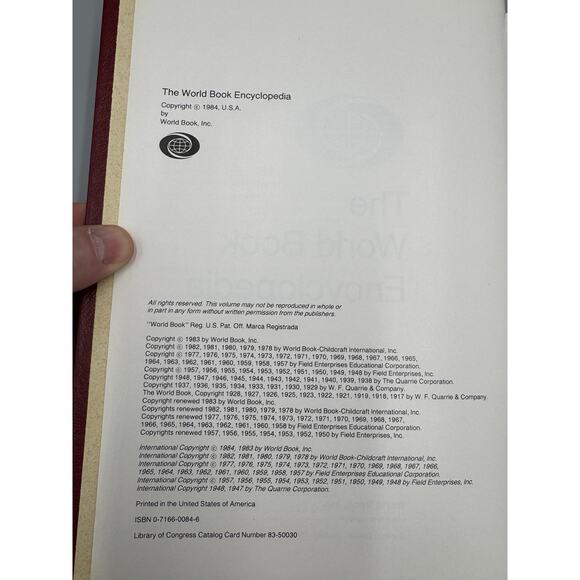 The World Book Encyclopedia
Copyright © 1984, U.S.A.
by
World Book, Inc.
The
World Book
Encyclopedia
All rights reserved. This volume may not be reproduced in whole or
in part in any form without written permission from the publishers.
"World Book" Reg. U.S. Pat. Off. Marca Registrada
Copyright © 1983 by World Book, Inc.
Copyright © 1982, 1981, 1980, 1979, 1978 by World Book-Childcraft International, Inc.
Copyright © 1977, 1976, 1975, 1974, 1973, 1972, 1971, 1970, 1969, 1968, 1967, 1966, 1965,
1964, 1963, 1962, 1961, 1960, 1959, 1958, 1957 by Field Enterprises Educational Corporation.
Copyright © 1957, 1956, 1955, 1954, 1953, 1952, 1951, 1950, 1949, 1948 by Field Enterprises, Inc.
Copyright 1948, 1947, 1946, 1945, 1944, 1943, 1942, 1941, 1940, 1939, 1938 by The Quarrie Corporation.
Copyright 1937, 1936, 1935, 1934, 1933, 1931, 1930, 1929 by W. F. Quarrie & Company.
The World Book, Copyright 1928, 1927, 1926, 1925, 1923, 1922, 1921, 1919, 1918, 1917 by W. F. Quarrie & Company.
Copyright renewed 1983 by World Book, Inc.
Copyrights renewed 1982, 1981, 1980, 1979, 1978 by World Book-Childcraft International, Inc.
Copyrights renewed 1977, 1976, 1975, 1974, 1973, 1972, 1971, 1970, 1969, 1968, 1967,
1966, 1965, 1964, 1963, 1962, 1961, 1960, 1958 by Field Enterprises Educational Corporation.
Copyrights renewed 1957, 1956, 1955, 1954, 1953, 1952, 1950 by Field Enterprises, Inc.
International Copyright © 1984, 1983 by World Book, Inc.
International Copyright © 1982, 1981, 1980, 1979, 1978 by World Book-Childcraft International, Inc.
International Copyright © 1977, 1976, 1975, 1974, 1973, 1972, 1971, 1970, 1969, 1968, 1967, 1966,
1965, 1964, 1963, 1962, 1961, 1960, 1959, 1958, 1957 by Field Enterprises Educational Corporation.
International Copyright © 1957, 1956, 1955, 1954, 1953, 1952, 1951, 1950, 1949, 1948 by Field Enterprises, Inc.
International Copyright 1948, 1947 by The Quarrie Corporation.
Printed in the United States of America
ISBN 0-7166-0084-6
Library of Congress Catalog Card Number 83-50030